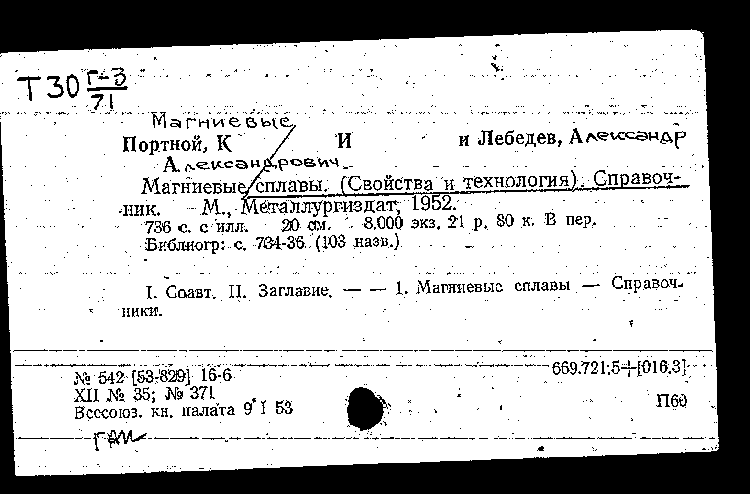 Т30 Г-3
71
Магниевые
Портной, К И и Лебедев, Александр
Александрович
Магниевые сплавы. (Свойства и технология). Справоч-
ник. — М., Металлургиздат, 1952.
736 с. с илл. 20 см. 8.000 экз. 21 р. 80 к. В пер.
Библиогр: с. 734-36 (103 назв.)
I. Соавт. II. Заглавие. — — 1. Магниевые сплавы — Справоч-
ники.
№ 542 [53-829] 16-6 669.721.5+[016.3]
XII № 35; № 371
Всесоюз. кн. палата 9 I 53 П60